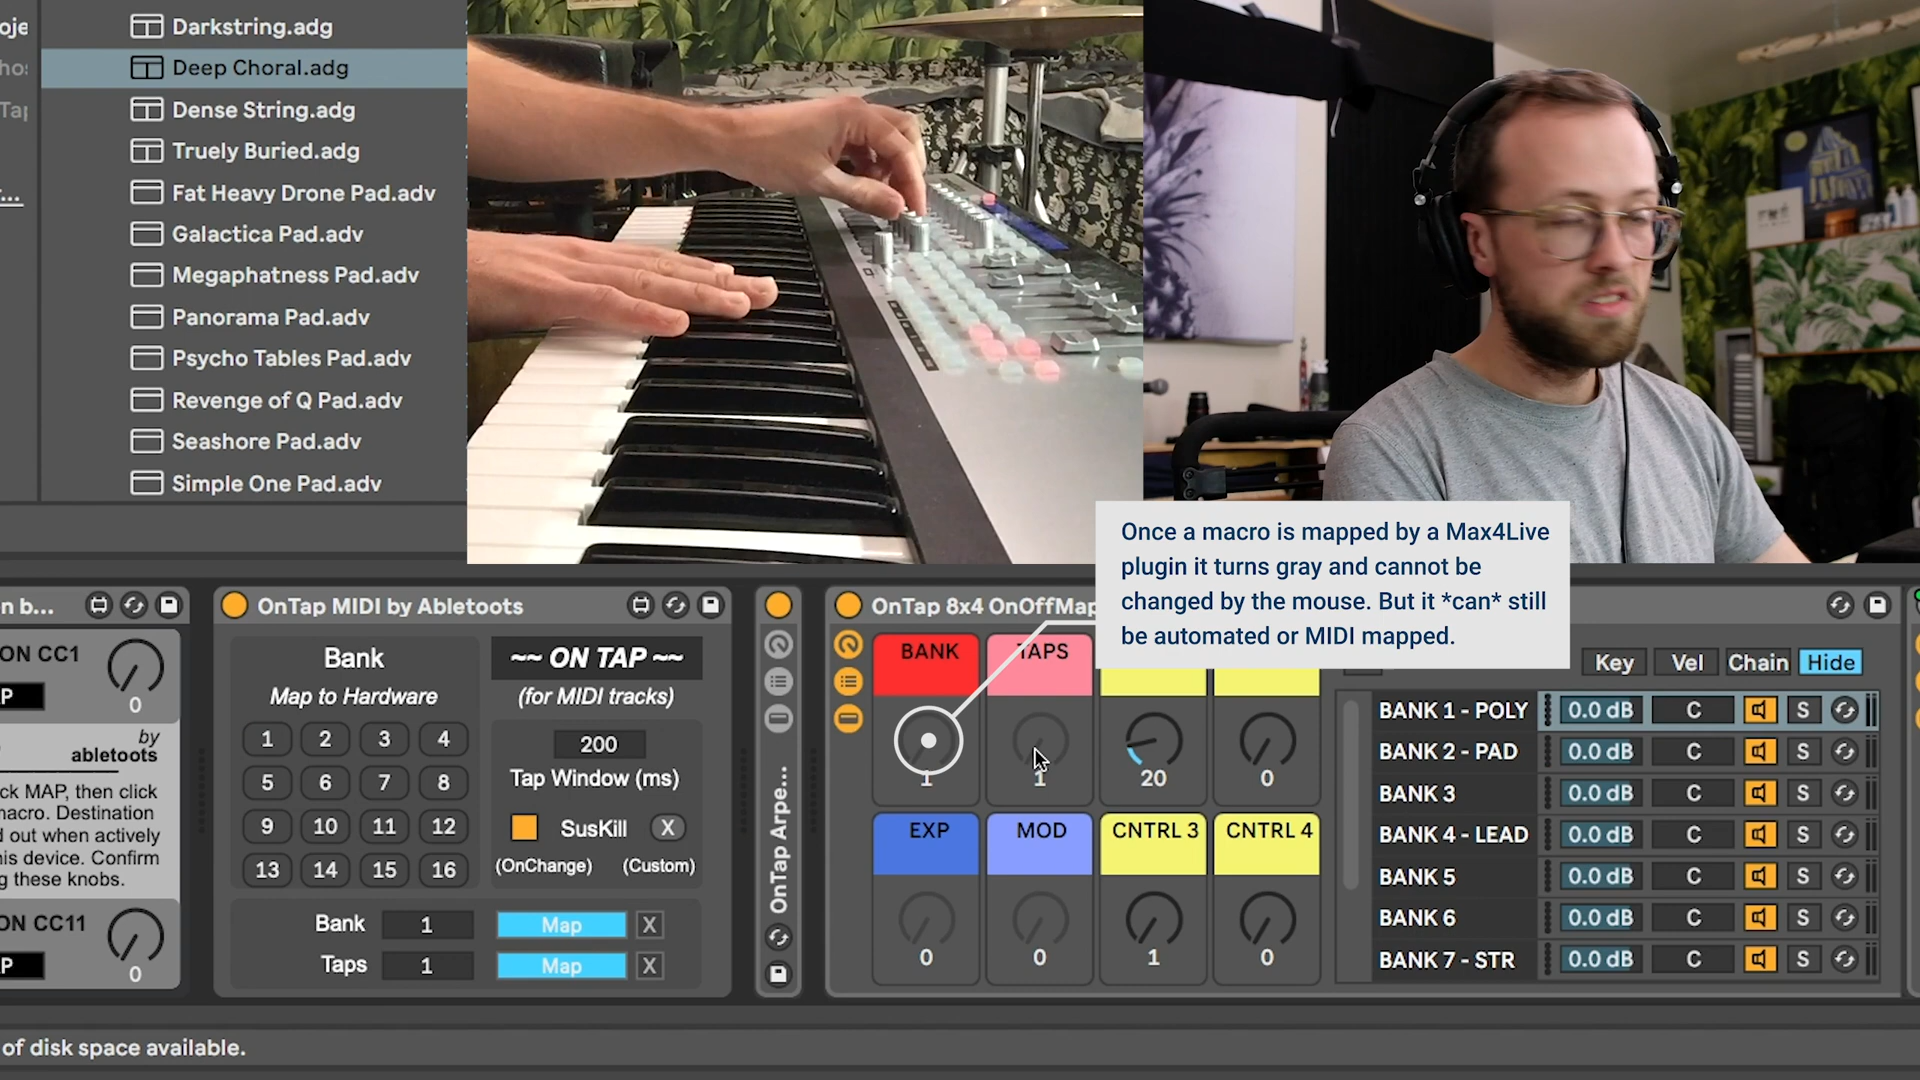 oje
Darkstring.adg
Deep Choral.adg
Dense String.adg
Truely Buried.adg
Fat Heavy Drone Pad.adv
Galactica Pad.adv
Megaphatness Pad.adv
Panorama Pad.adv
Psycho Tables Pad.adv
Revenge of Q Pad.adv
Seashore Pad.adv
Simple One Pad.adv
Once a macro is mapped by a Max4Live
plugin it turns gray and cannot be
changed by the mouse. But it *can* still
be automated or MIDI mapped.
n b...
ON CC1
P
0
by
abletoots
ck MAP, then click
macro. Destination
d out when actively
is device. Confirm
g these knobs.
ON CC11
P
0
OnTap MIDI by Abletoots
Bank
Map to Hardware
1 2 3 4
5 6 7 8
9 10 11 12
13 14 15 16
~~ ON TAP ~~
(for MIDI tracks)
200
Tap Window (ms)
SusKill X
(OnChange) (Custom)
Bank 1 Map X
Taps 1 Map X
OnTap Arpe...
OnTap 8x4 OnOffMap
BANK TAPS
1 1 20 0
EXP MOD CNTRL 3 CNTRL 4
0 0 1 0
Key Vel Chain Hide
BANK 1 - POLY 0.0 dB C S
BANK 2 - PAD 0.0 dB C S
BANK 3 0.0 dB C S
BANK 4 - LEAD 0.0 dB C S
BANK 5 0.0 dB C S
BANK 6 0.0 dB C S
BANK 7 - STR 0.0 dB C S
of disk space available.